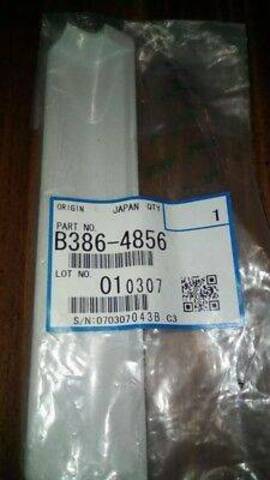 ORIGIN JAPAN QTY 1
PART NO.
B386-4856
LOT NO. 010307
S/N:070307043B C3